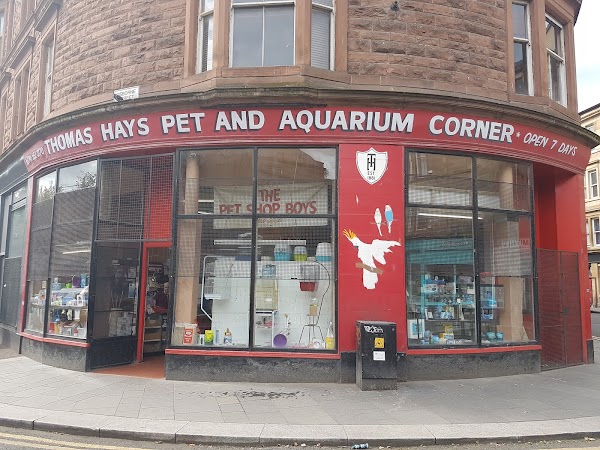 THOMAS HAYS PET AND AQUARIUM CORNER * OPEN 7 DAYS
THE
PET SHOP BOYS
TH
EST